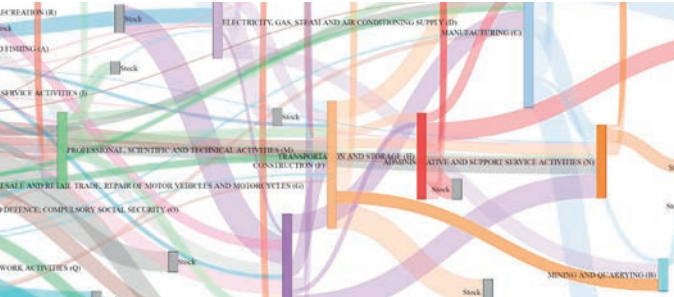 ECREATION (R)
Stock
ock
ELECTRICITY, GAS, STEAM AND AIR CONDITIONING SUPPLY (D)
MANUFACTURING (C)
FISHING (A)
Stock
SERVICE ACTIVITIES (I)
Stock
PROFESSIONAL, SCIENTIFIC AND TECHNICAL ACTIVITIES (M)
TRANSPORTATION AND STORAGE (H)
CONSTRUCTION (F)
ADMINISTRATIVE AND SUPPORT SERVICE ACTIVITIES (N)
ESALE AND RETAIL TRADE, REPAIR OF MOTOR VEHICLES AND MOTORCYCLES (G)
Stock
DEFENCE; COMPULSORY SOCIAL SECURITY (O)
Stock
WORK ACTIVITIES (Q)
MINING AND QUARRYING (B)
Stock